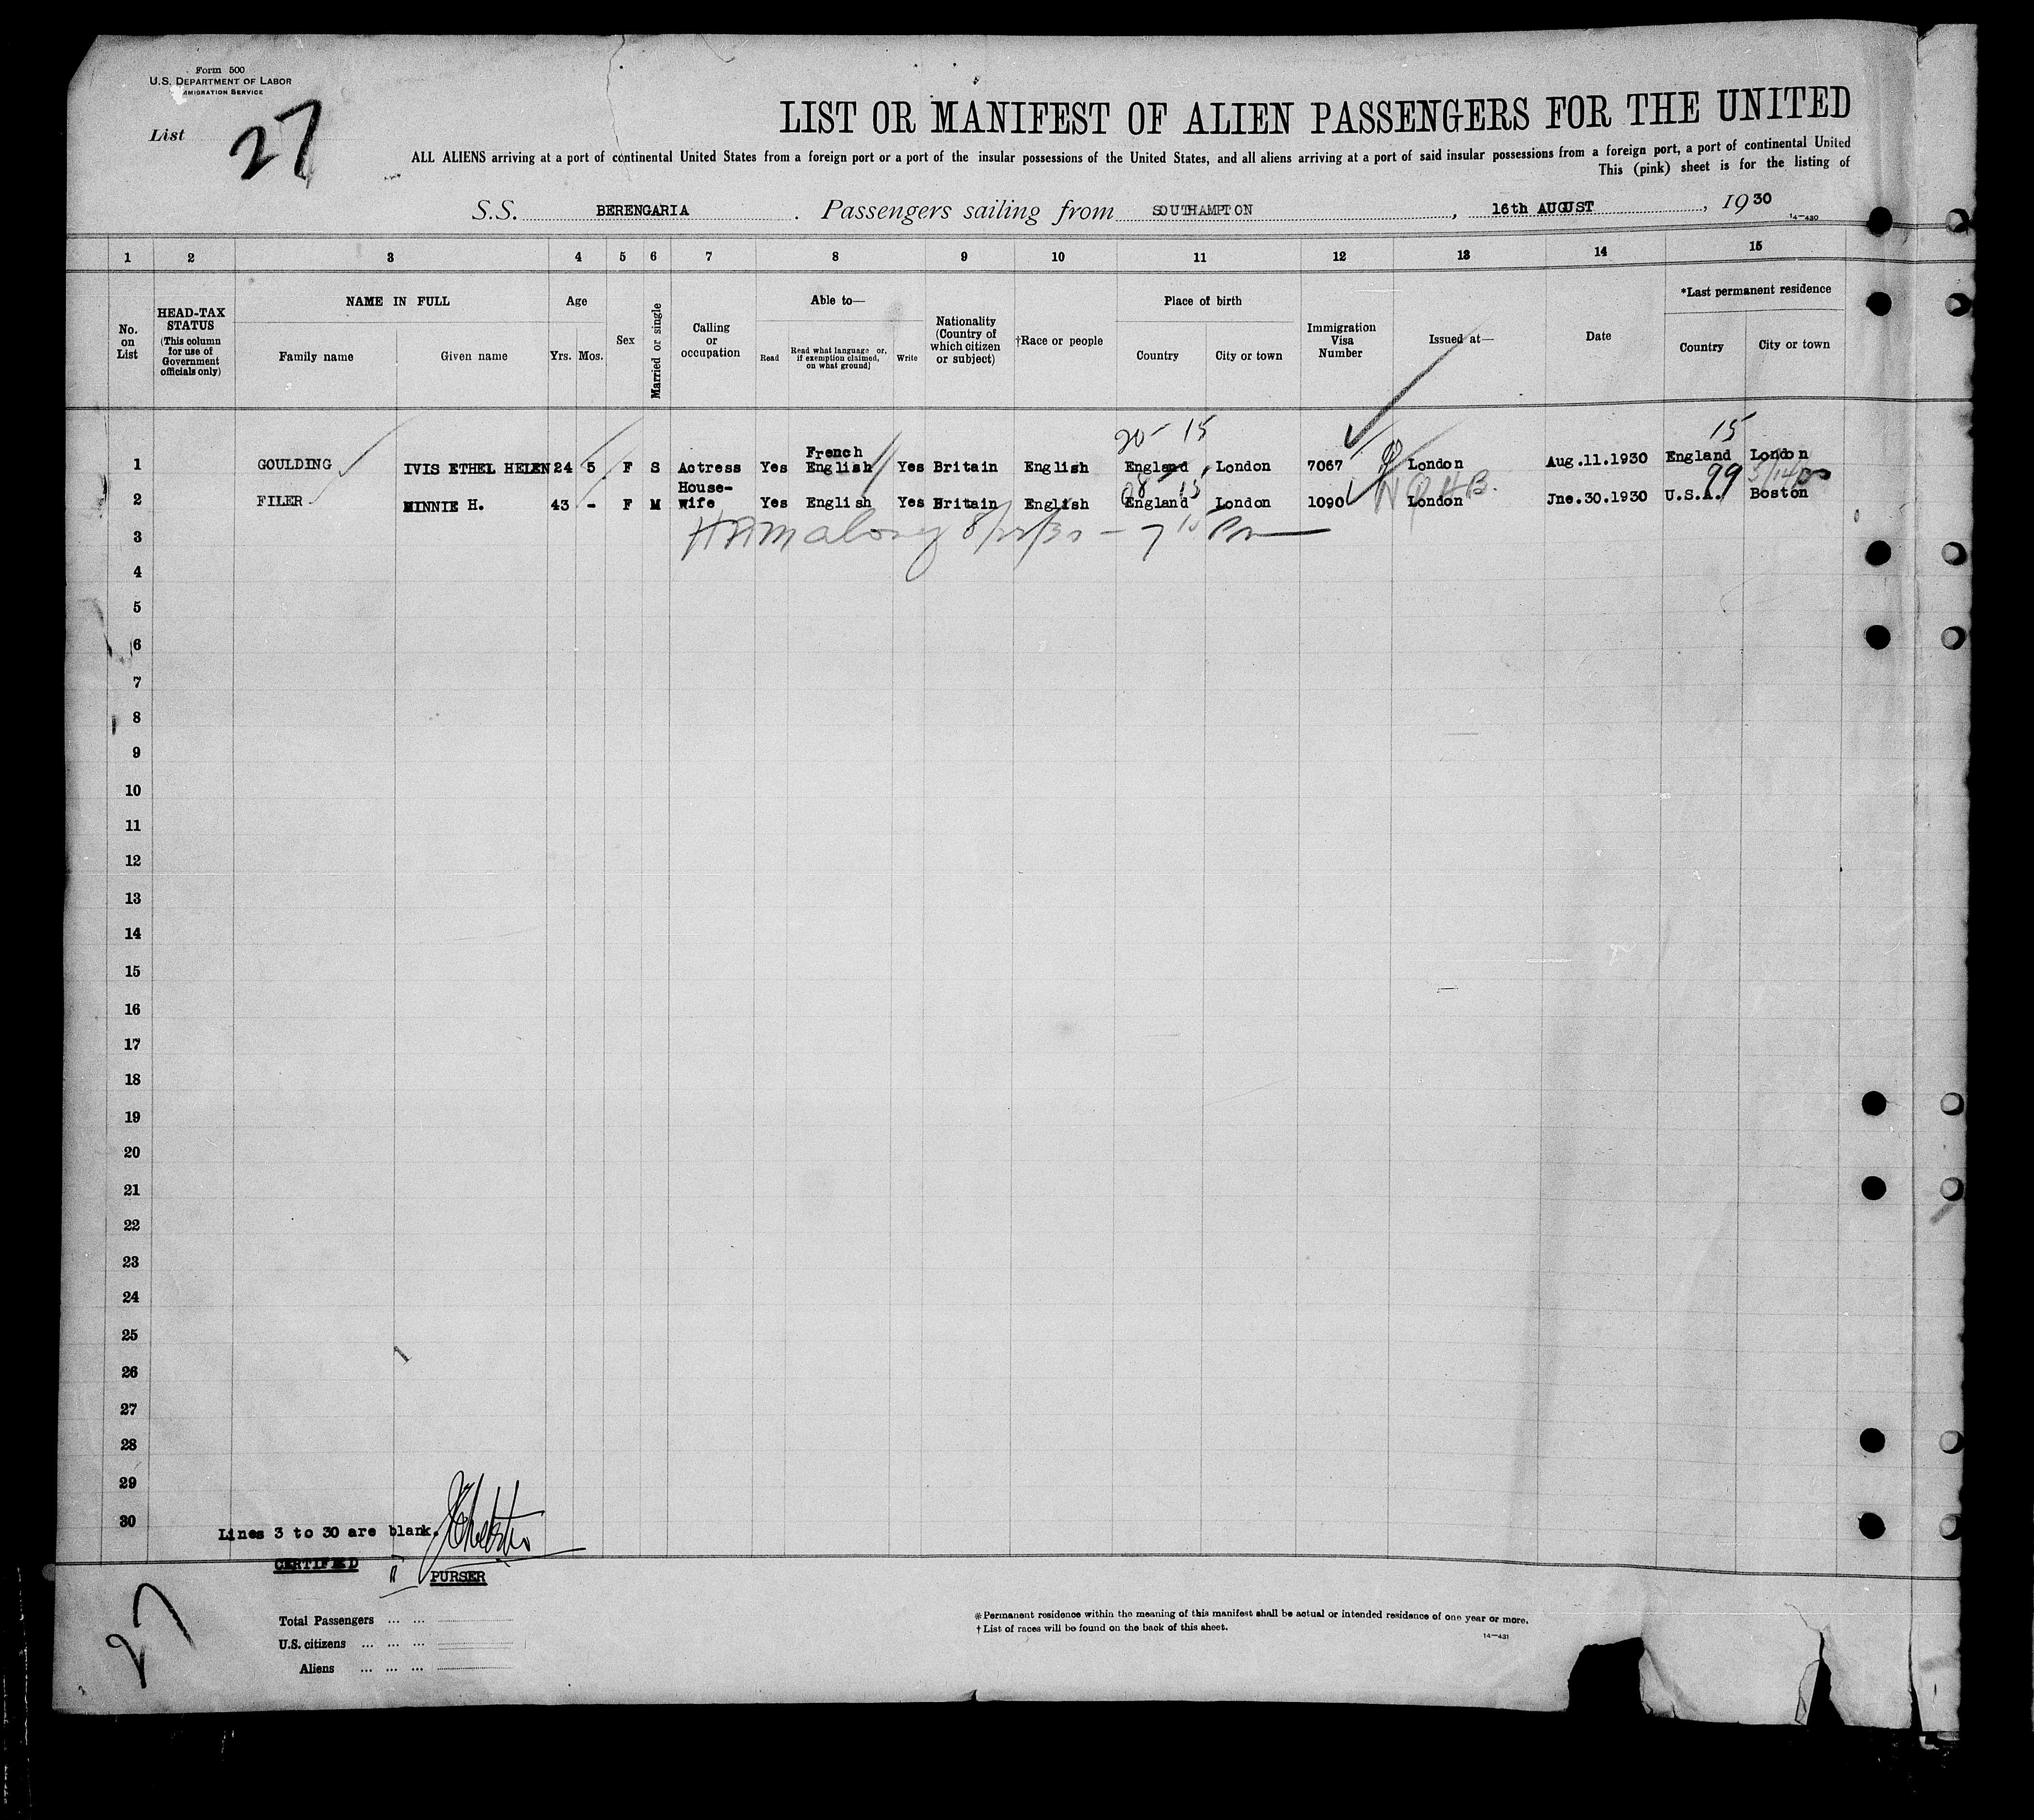 Form 500
U.S. DEPARTMENT OF LABOR
IMMIGRATION SERVICE
List 27
LIST OR MANIFEST OF ALIEN PASSENGERS FOR THE UNITED
ALL ALIENS arriving at a port of continental United States from a foreign port or a port of the insular possessions of the United States, and all aliens arriving at a port of said insular possessions from a foreign port, a port of continental United
This (pink) sheet is for the listing of
S.S. BERENGARIA . Passengers sailing from SOUTHAMPTON , 16th AUGUST , 1930
14—430
1 2 3 4 5 6 7 8 9 10 11 12 13 14 15
No. on List
HEAD-TAX STATUS (This column for use of Government officials only)
NAME IN FULL
Family name Given name
Age
Yrs. Mos.
Sex
Married or single
Calling or occupation
Able to—
Read Read what language or, if exemption claimed, on what ground] Write
Nationality (Country of which citizen or subject)
†Race or people
Place of birth
Country City or town
Immigration Visa Number
Issued at—
Date
*Last permanent residence
Country City or town
20 - 15 15
1 GOULDING IVIS ETHEL HELEN 24 5 F S Actress Yes French English Yes Britain English England, London 7067 London Aug.11.1930 England London
15 99
2 FILER MINNIE H. 43 - F M House-wife Yes English Yes Britain English England London 1090 London Jne.30.1930 U.S.A. Boston
3
4
5
6
7
8
9
10
11
12
13
14
15
16
17
18
19
20
21
22
23
24
25
26
27
28
29
30
Lines 3 to 30 are blank.
CERTIFIED
PURSER
27
Total Passengers ... ...
U.S. citizens ... ... ...
Aliens ... ... ...
*Permanent residence within the meaning of this manifest shall be actual or intended residence of one year or more.
† List of races will be found on the back of this sheet.
14—431